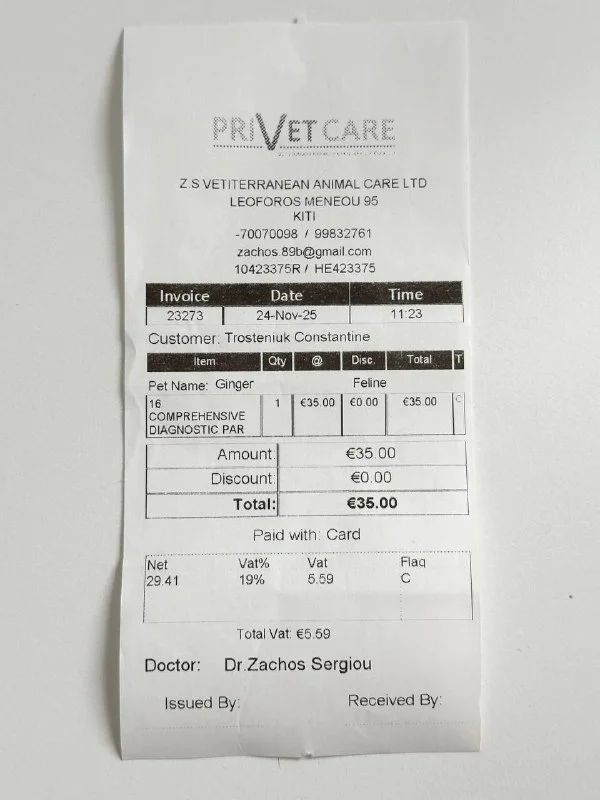 PRIVET CARE
Z.S VETITERRANEAN ANIMAL CARE LTD
LEOFOROS MENEOU 95
KITI
-70070098 / 99832761
zachos.89b@gmail.com
10423375R / HE423375
Invoice Date Time
23273 24-Nov-25 11:23
Customer: Trosteniuk Constantine
Item Qty @ Disc. Total T
Pet Name: Ginger Feline
16 1 €35.00 €0.00 €35.00 C
COMPREHENSIVE
DIAGNOSTIC PAR
Amount: €35.00
Discount: €0.00
Total: €35.00
Paid with: Card
Net Vat% Vat Flag
29.41 19% 5.59 C
Total Vat: €5.59
Doctor: Dr.Zachos Sergiou
Issued By: Received By: